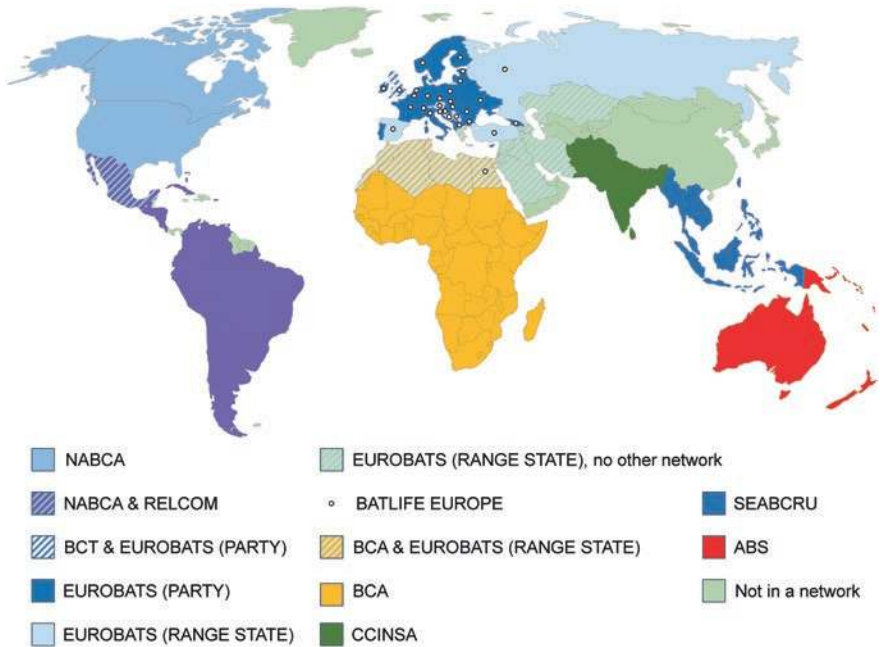 NABCA
NABCA & RELCOM
BCT & EUROBATS (PARTY)
EUROBATS (PARTY)
EUROBATS (RANGE STATE)
EUROBATS (RANGE STATE), no other network
BATLIFE EUROPE
BCA & EUROBATS (RANGE STATE)
BCA
CCINSA
SEABCRU
ABS
Not in a network